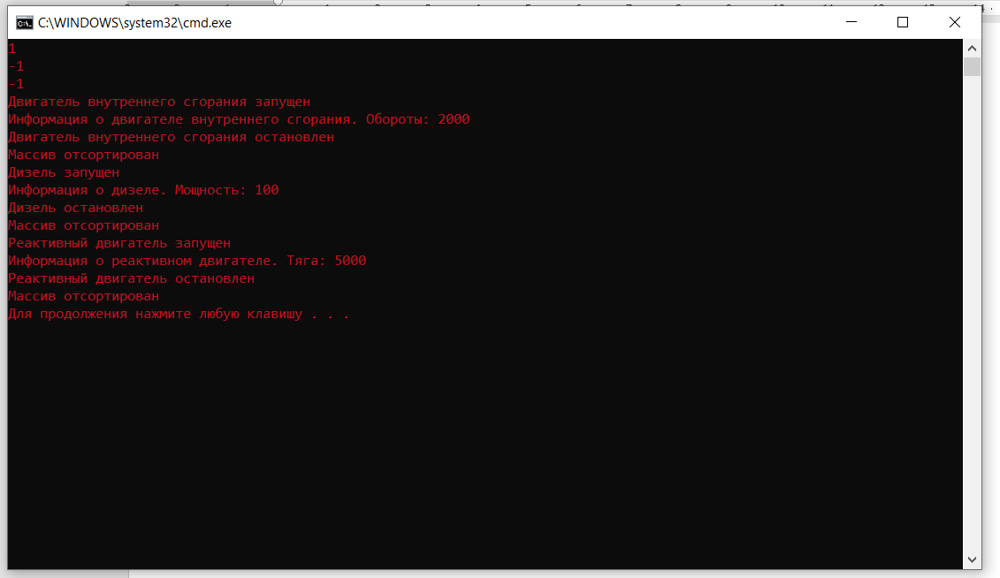 C:\WINDOWS\system32\cmd.exe
1
-1
-1
Двигатель внутреннего сгорания запущен
Информация о двигателе внутреннего сгорания. Обороты: 2000
Двигатель внутреннего сгорания остановлен
Массив отсортирован
Дизель запущен
Информация о дизеле. Мощность: 100
Дизель остановлен
Массив отсортирован
Реактивный двигатель запущен
Информация о реактивном двигателе. Тяга: 5000
Реактивный двигатель остановлен
Массив отсортирован
Для продолжения нажмите любую клавишу . . .